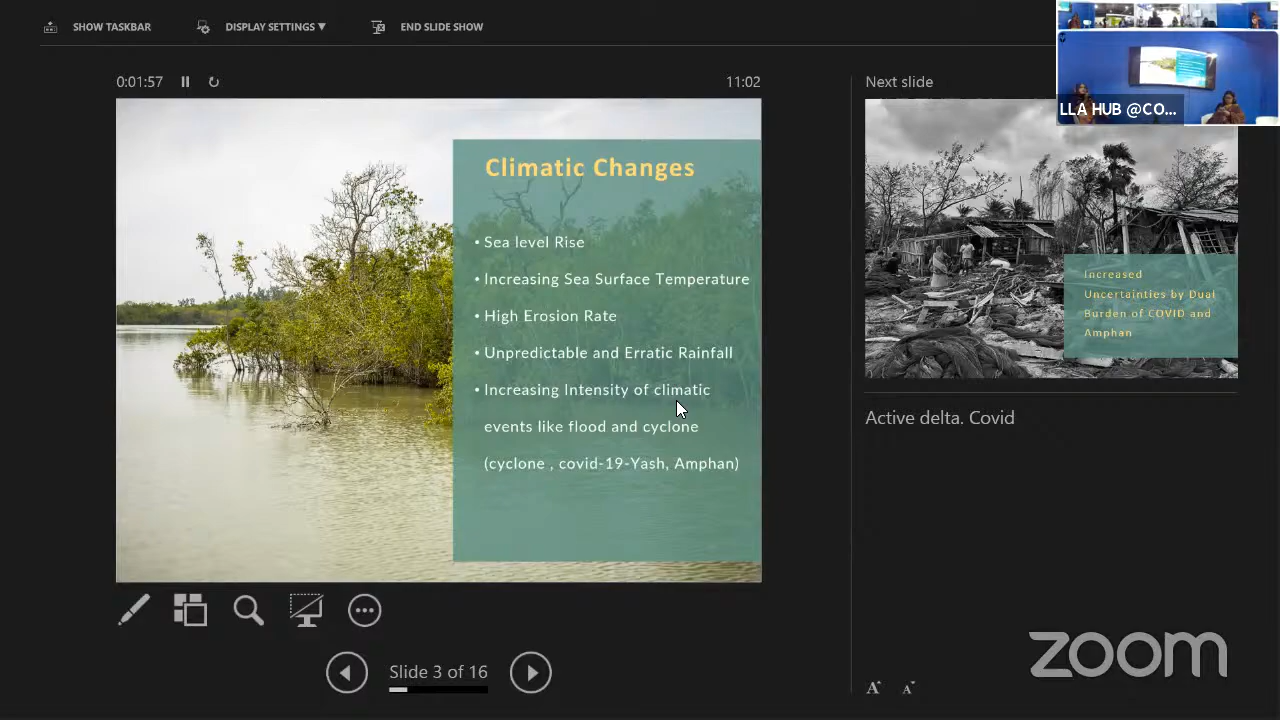 SHOW TASKBAR
DISPLAY SETTINGS ▼
END SLIDE SHOW
0:01:57
11:02
Next slide
LLA HUB @CO...
Climatic Changes
• Sea level Rise
• Increasing Sea Surface Temperature
• High Erosion Rate
• Unpredictable and Erratic Rainfall
• Increasing Intensity of climatic
events like flood and cyclone
(cyclone , covid-19-Yash, Amphan)
Increased
Uncertainties by Dual
Burden of COVID and
Amphan
Active delta. Covid
Slide 3 of 16
A A
zoom